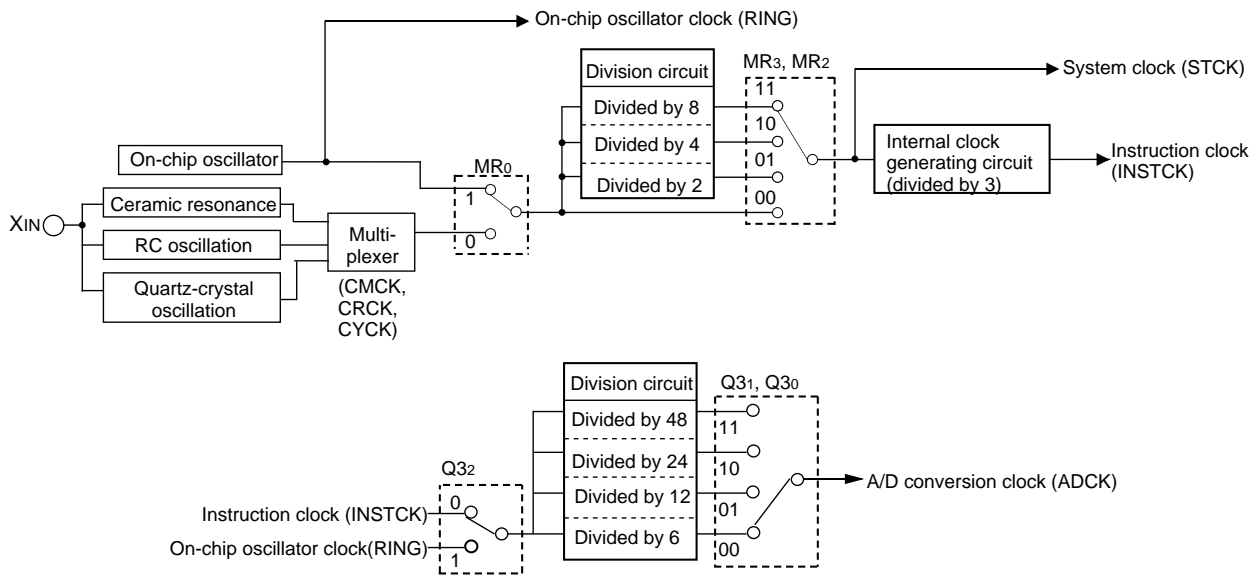 On-chip oscillator clock (RING)
Division circuit
Divided by 8
Divided by 4
Divided by 2
MR3, MR2
11
10
01
00
System clock (STCK)
Internal clock
generating circuit
(divided by 3)
Instruction clock
(INSTCK)
On-chip oscillator
MR0
1
0
XIN
Ceramic resonance
RC oscillation
Quartz-crystal
oscillation
Multi-
plexer
(CMCK,
CRCK,
CYCK)
Division circuit
Divided by 48
Divided by 24
Divided by 12
Divided by 6
Q31, Q30
11
10
01
00
A/D conversion clock (ADCK)
Q32
0
1
Instruction clock (INSTCK)
On-chip oscillator clock(RING)